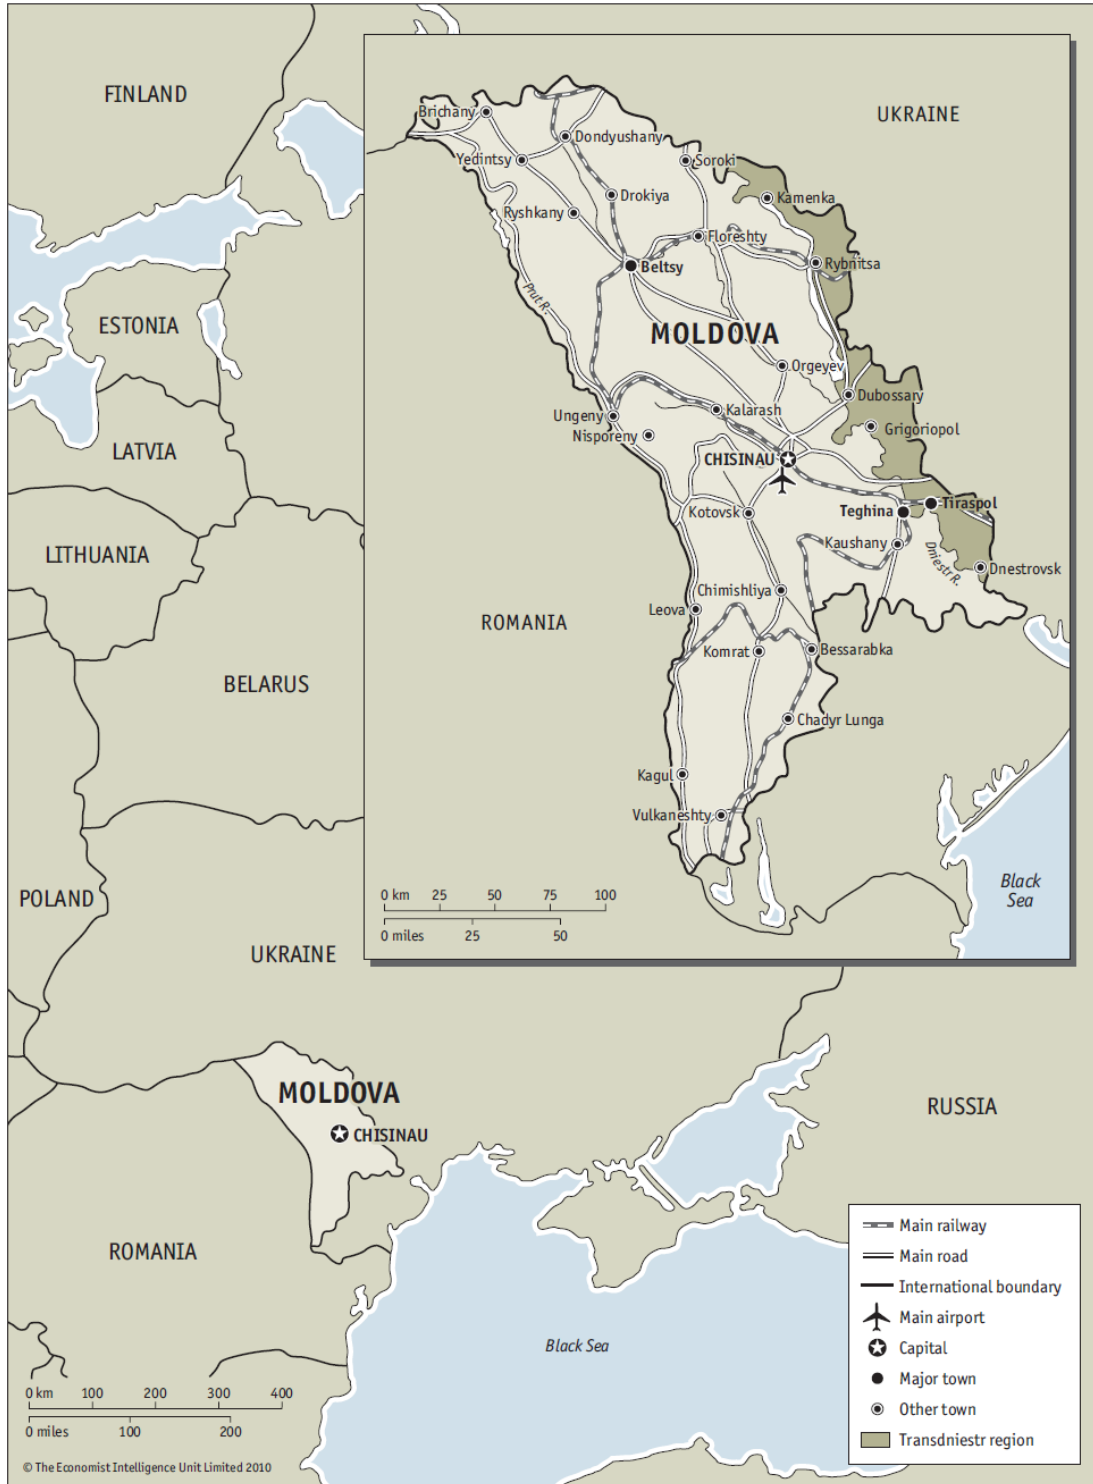 FINLAND
ESTONIA
LATVIA
LITHUANIA
BELARUS
POLAND
UKRAINE
MOLDOVA
CHISINAU
ROMANIA
RUSSIA
Black Sea
0 km 100 200 300 400
0 miles 100 200
© The Economist Intelligence Unit Limited 2010
UKRAINE
Brichany
Dondyushany
Yedintsy
Soroki
Drokiya
Kamenka
Ryshkany
Floreshty
Beltsy
Rybnitsa
Prut R.
MOLDOVA
Orgeyev
Dubossary
Ungeny
Kalarash
Nisporeny
Grigoriopol
CHISINAU
Kotovsk
Teghina
Tiraspol
Kaushany
Dniestr R.
Dnestrovsk
Chimishliya
Leova
ROMANIA
Komrat
Bessarabka
Chadyr Lunga
Kagul
Vulkaneshty
Black
Sea
0 km 25 50 75 100
0 miles 25 50
Main railway
Main road
International boundary
Main airport
Capital
Major town
Other town
Transdniestr region